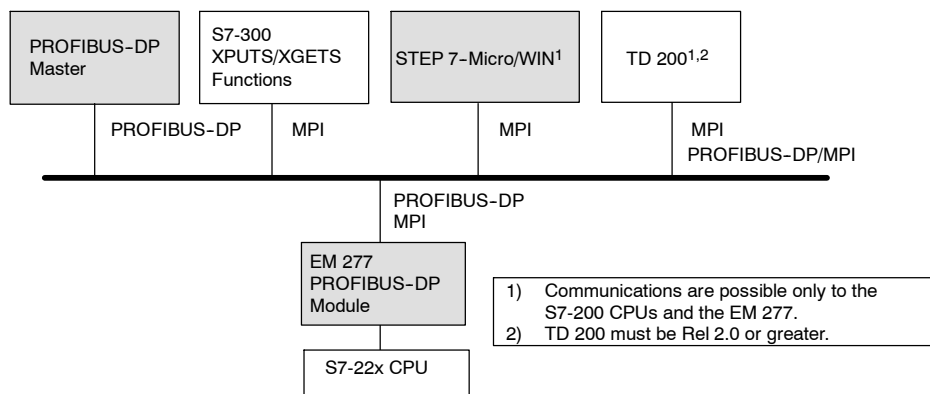 PROFIBUS-DP
Master
S7-300
XPUTS/XGETS
Functions
STEP 7-Micro/WIN¹
TD 200¹,²
PROFIBUS-DP
MPI
MPI
MPI
PROFIBUS-DP/MPI
PROFIBUS-DP
MPI
EM 277
PROFIBUS-DP
Module
S7-22x CPU
1) Communications are possible only to the
S7-200 CPUs and the EM 277.
2) TD 200 must be Rel 2.0 or greater.